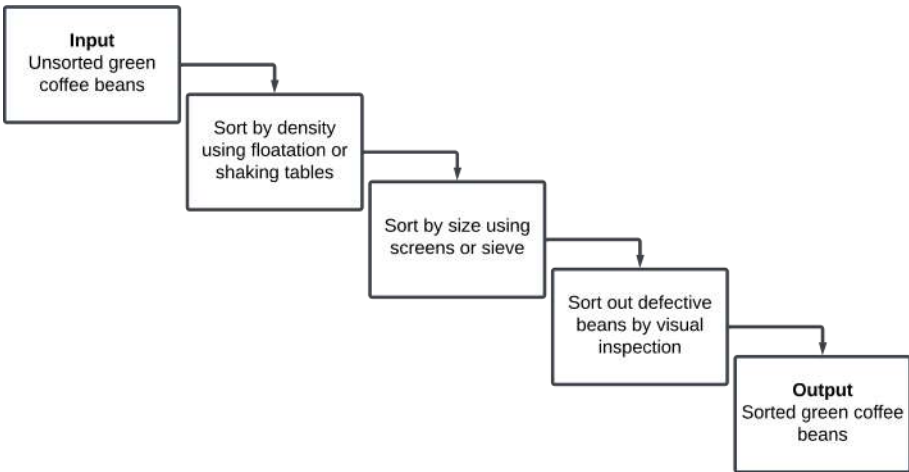 Input
Unsorted green
coffee beans
Sort by density
using floatation or
shaking tables
Sort by size using
screens or sieve
Sort out defective
beans by visual
inspection
Output
Sorted green coffee
beans